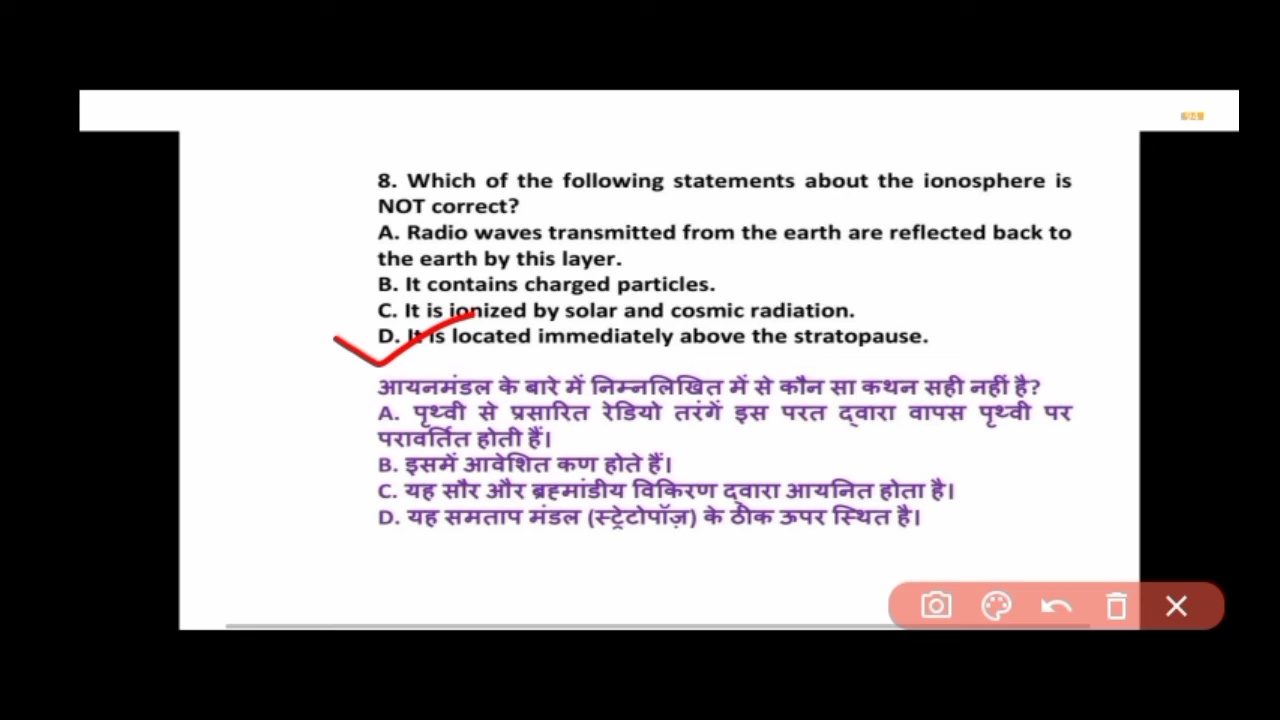 94
8. Which of the following statements about the ionosphere is
NOT correct?
A. Radio waves transmitted from the earth are reflected back to
the earth by this layer.
B. It contains charged particles.
C. It is ionized by solar and cosmic radiation.
D. It is located immediately above the stratopause.
आयनमंडल के बारे में निम्नलिखित में से कौन सा कथन सही नहीं है?
A. पृथ्वी से प्रसारित रेडियो तरंगें इस परत द्वारा वापस पृथ्वी पर
परावर्तित होती हैं।
B. इसमें आवेशित कण होते हैं।
C. यह सौर और ब्रह्मांडीय विकिरण द्वारा आयनित होता है।
D. यह समताप मंडल (स्ट्रेटोपॉज़) के ठीक ऊपर स्थित है।